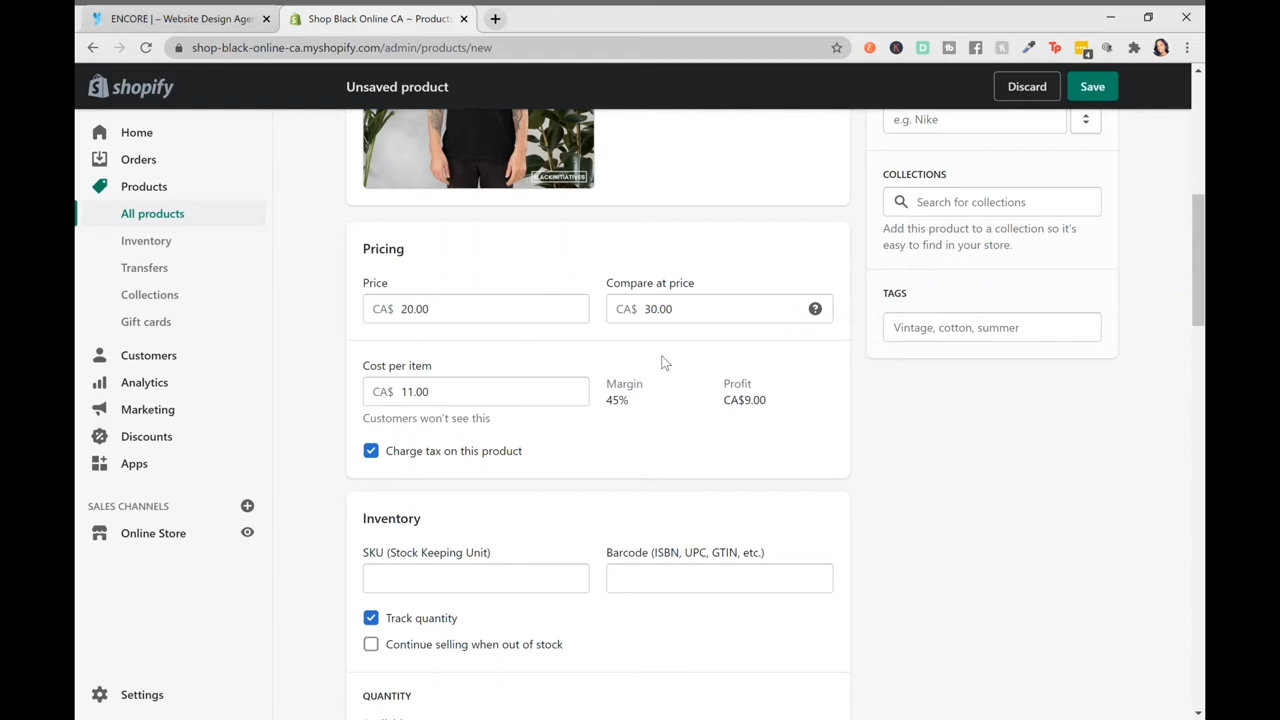 ENCORE | – Website Design Agen
Shop Black Online CA ~ Products
shop-black-online-ca.myshopify.com/admin/products/new
4
shopify
Unsaved product
Discard
Save
Home
Orders
Products
All products
Inventory
Transfers
Collections
Gift cards
Customers
Analytics
Marketing
Discounts
Apps
SALES CHANNELS
Online Store
Settings
BLACKINITIATIVES
Pricing
Price
Compare at price
CA$ 20.00
CA$ 30.00
Cost per item
CA$ 11.00
Margin
Profit
45%
CA$9.00
Customers won't see this
Charge tax on this product
Inventory
SKU (Stock Keeping Unit)
Barcode (ISBN, UPC, GTIN, etc.)
Track quantity
Continue selling when out of stock
QUANTITY
e.g. Nike
COLLECTIONS
Search for collections
Add this product to a collection so it's
easy to find in your store.
TAGS
Vintage, cotton, summer